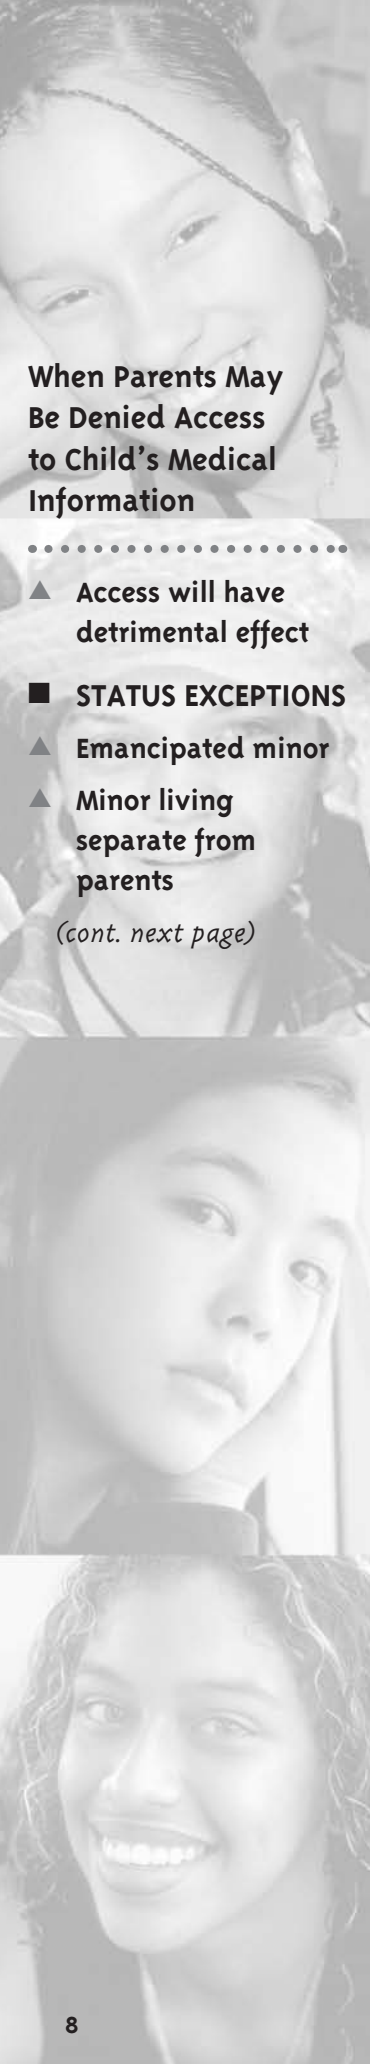 When Parents May
Be Denied Access
to Child's Medical
Information
▲ Access will have
detrimental effect
■ STATUS EXCEPTIONS
▲ Emancipated minor
▲ Minor living
separate from
parents
(cont. next page)
8